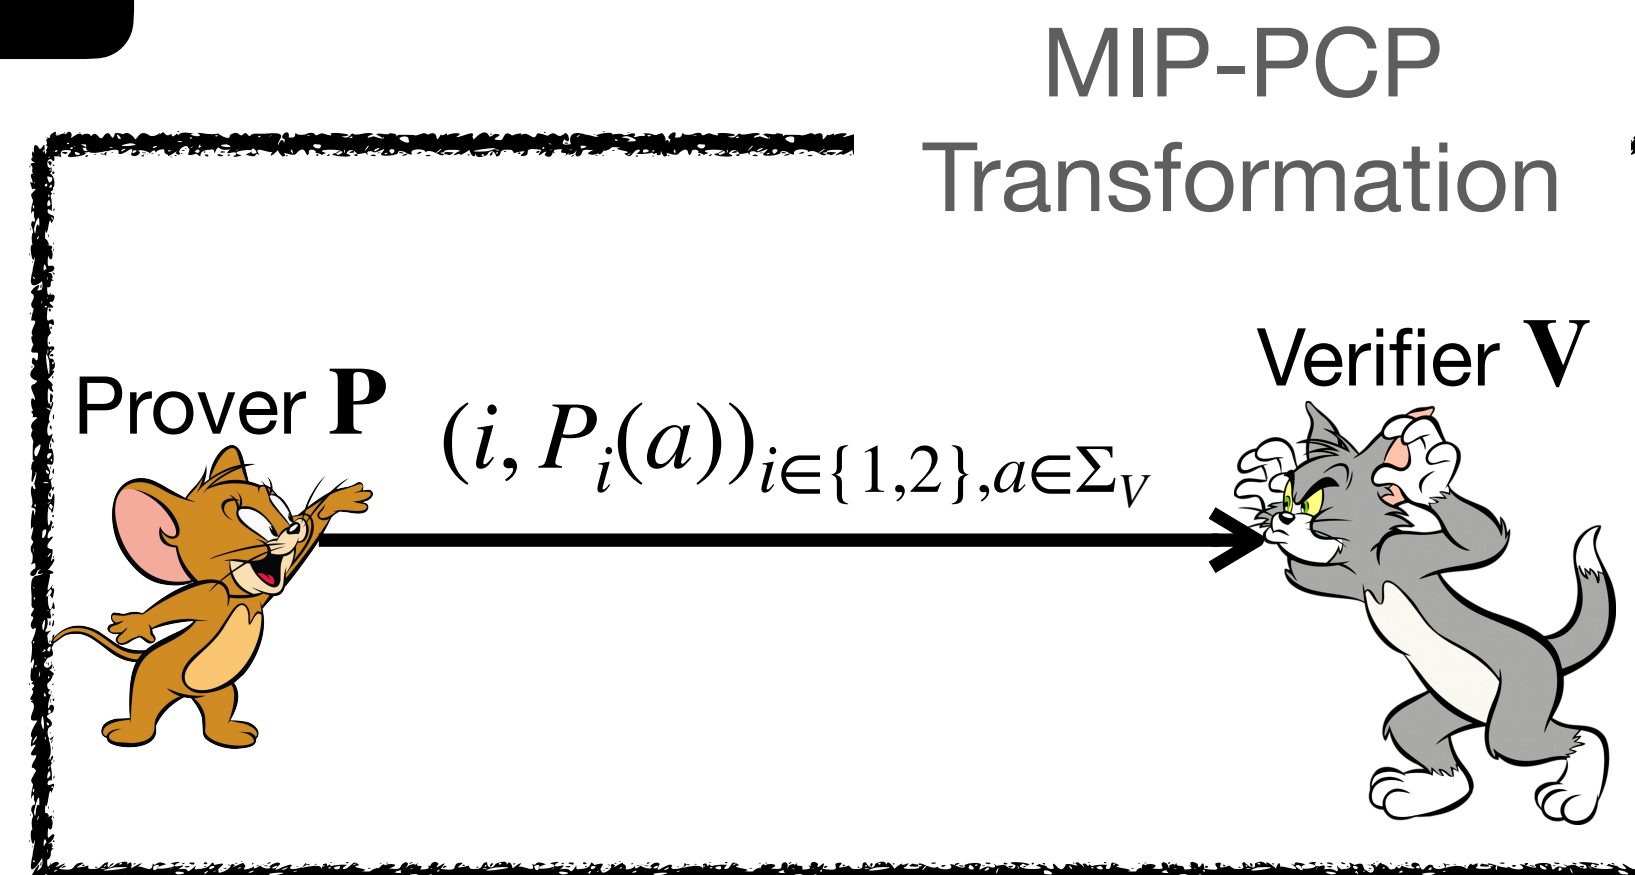 MIP-PCP
Transformation
Verifier V
Prover P
(i, P_i(a))_{i∈{1,2},a∈Σ_V}